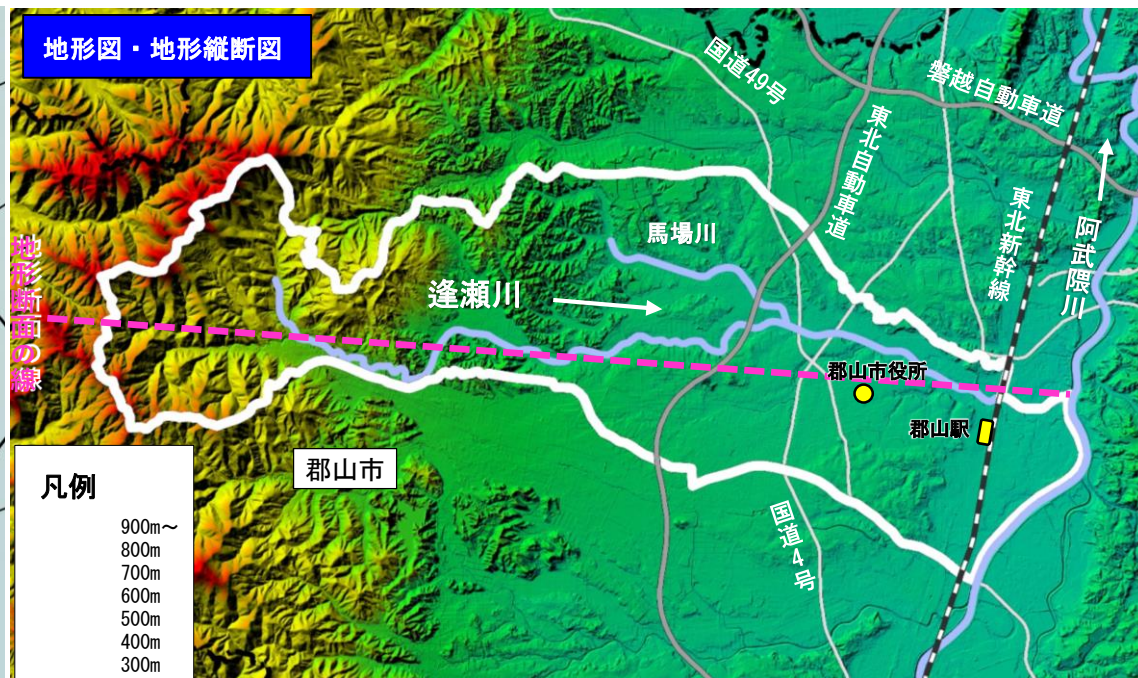 地形図・地形縦断図
国道49号
磐越自動車道
東北自動車道
東北新幹線
阿武隈川
馬場川
逢瀬川
地形断面の線
郡山市役所
郡山駅
郡山市
国道4号
凡例
900m～
800m
700m
600m
500m
400m
300m